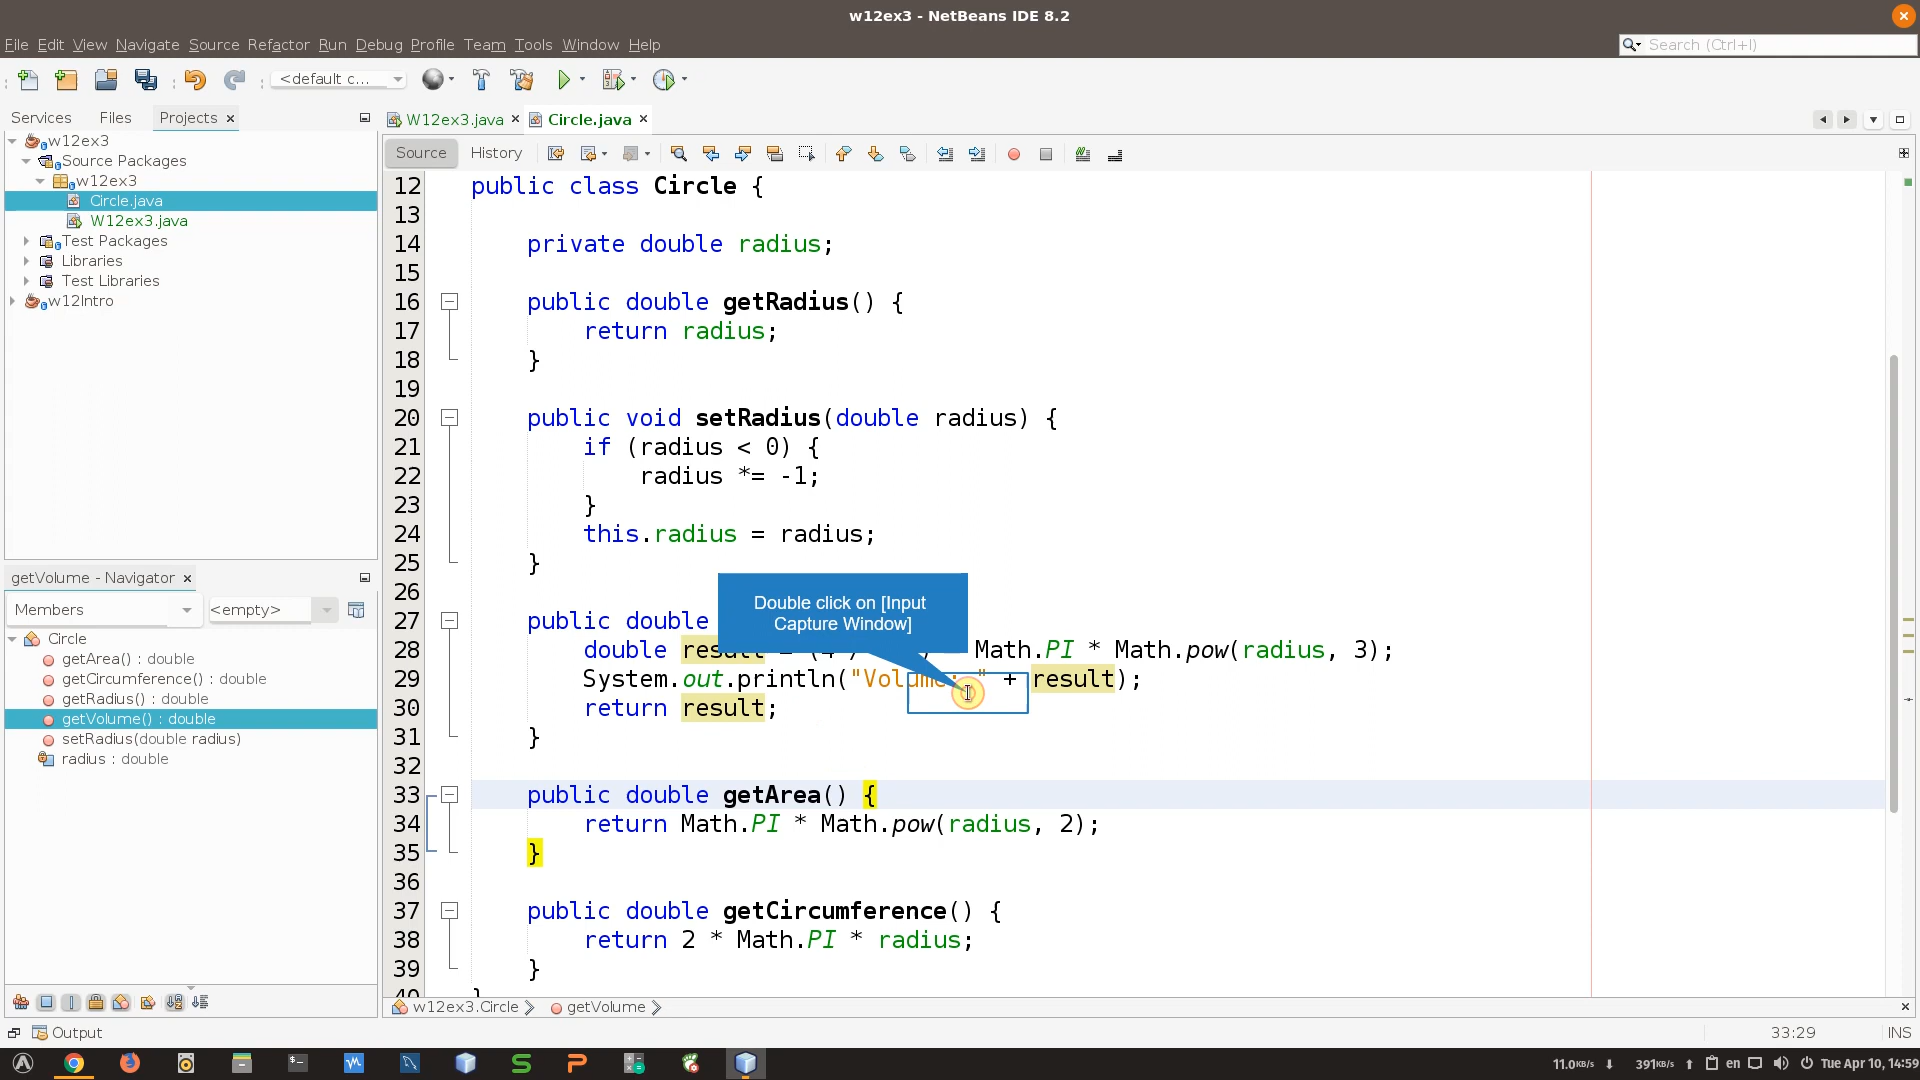 w12ex3 - NetBeans IDE 8.2
File Edit View Navigate Source Refactor Run Debug Profile Team Tools Window Help
Search (Ctrl+I)
<default c...
Services Files Projects
W12ex3.java Circle.java
w12ex3
Source Packages
w12ex3
Circle.java
W12ex3.java
Test Packages
Libraries
Test Libraries
w12Intro
Source History
12 public class Circle {
13
14 private double radius;
15
16 public double getRadius() {
17 return radius;
18 }
19
20 public void setRadius(double radius) {
21 if (radius < 0) {
22 radius *= -1;
23 }
24 this.radius = radius;
25 }
26
27 public double
28 double result = (4 / Math.PI * Math.pow(radius, 3);
29 System.out.println("Volume: " + result);
30 return result;
31 }
32
33 public double getArea() {
34 return Math.PI * Math.pow(radius, 2);
35 }
36
37 public double getCircumference() {
38 return 2 * Math.PI * radius;
39 }
40 }
Double click on [Input
Capture Window]
getVolume - Navigator
Members <empty>
Circle
getArea() : double
getCircumference() : double
getRadius() : double
getVolume() : double
setRadius(double radius)
radius : double
w12ex3.Circle getVolume
Output
33:29 INS
11.0KB/s 391KB/s en Tue Apr 10, 14:59